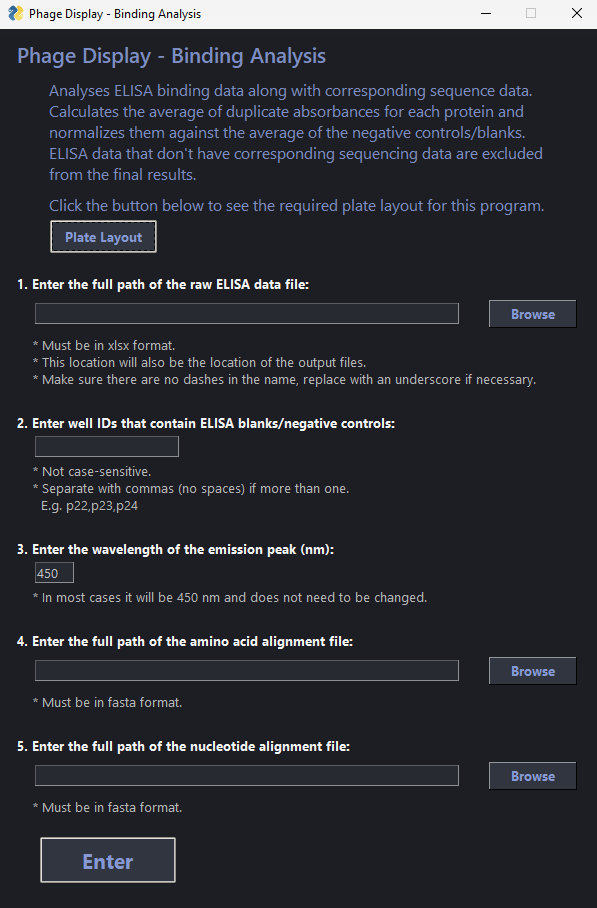 Phage Display - Binding Analysis
Phage Display - Binding Analysis
Analyses ELISA binding data along with corresponding sequence data.
Calculates the average of duplicate absorbances for each protein and
normalizes them against the average of the negative controls/blanks.
ELISA data that don't have corresponding sequencing data are excluded
from the final results.
Click the button below to see the required plate layout for this program.
Plate Layout
1. Enter the full path of the raw ELISA data file:
Browse
* Must be in xlsx format.
* This location will also be the location of the output files.
* Make sure there are no dashes in the name, replace with an underscore if necessary.
2. Enter well IDs that contain ELISA blanks/negative controls:
* Not case-sensitive.
* Separate with commas (no spaces) if more than one.
E.g. p22,p23,p24
3. Enter the wavelength of the emission peak (nm):
450
* In most cases it will be 450 nm and does not need to be changed.
4. Enter the full path of the amino acid alignment file:
Browse
* Must be in fasta format.
5. Enter the full path of the nucleotide alignment file:
Browse
* Must be in fasta format.
Enter